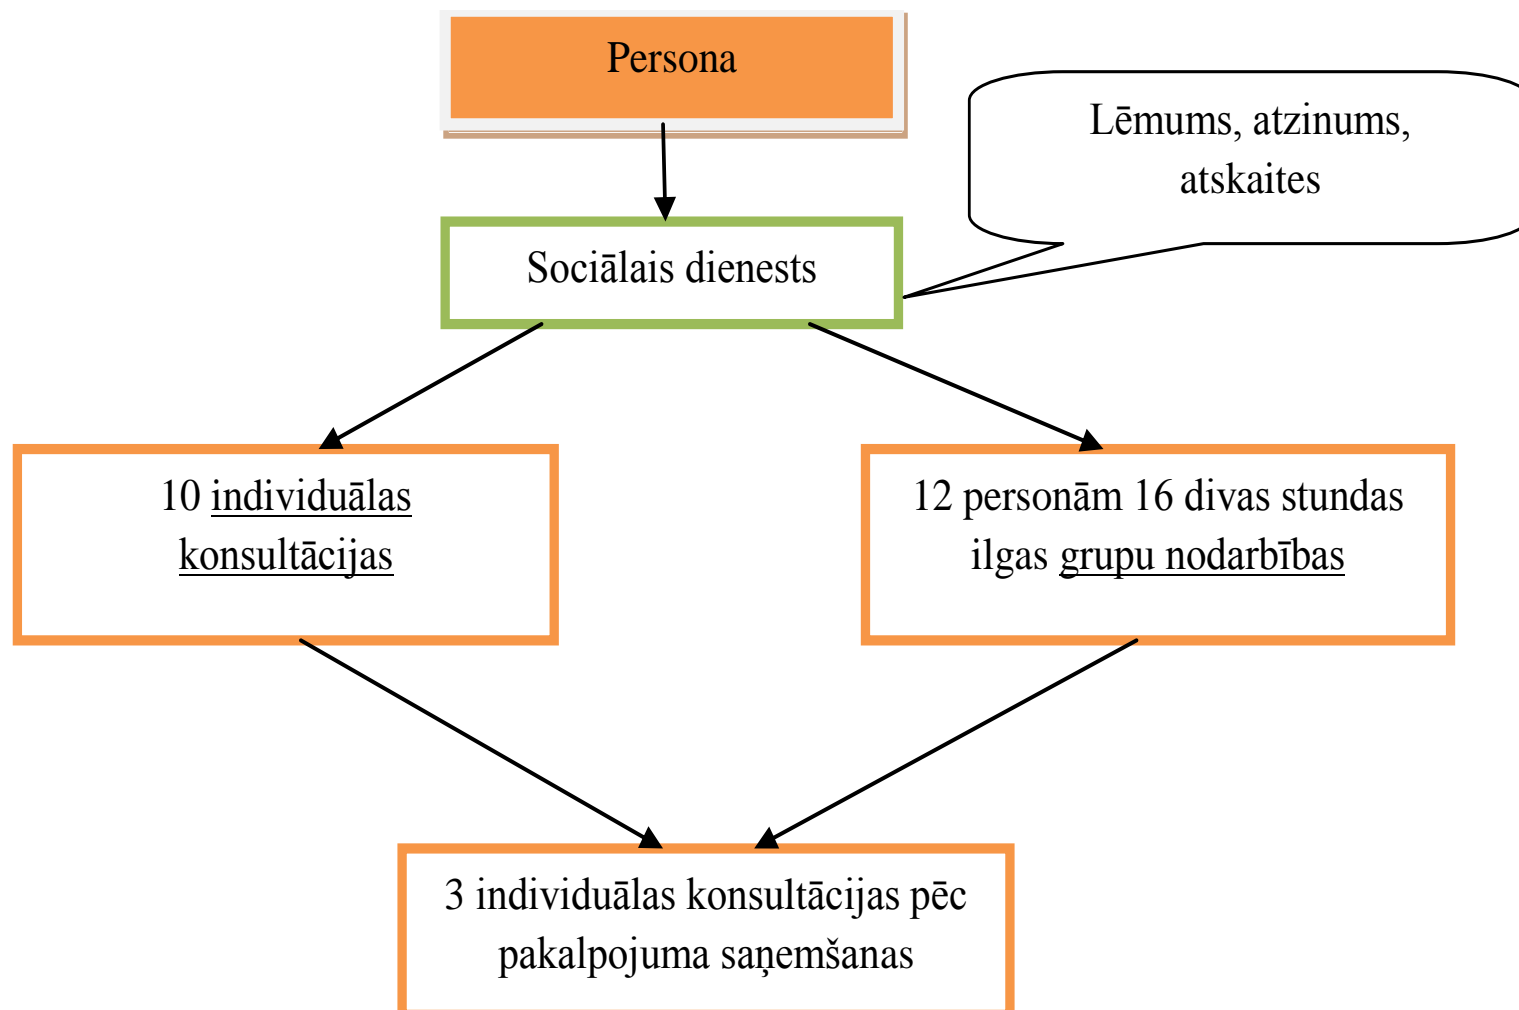 Persona
Lēmums, atzinums,
atskaites
Sociālais dienests
10 individuālas
konsultācijas
12 personām 16 divas stundas
ilgas grupu nodarbības
3 individuālas konsultācijas pēc
pakalpojuma saņemšanas